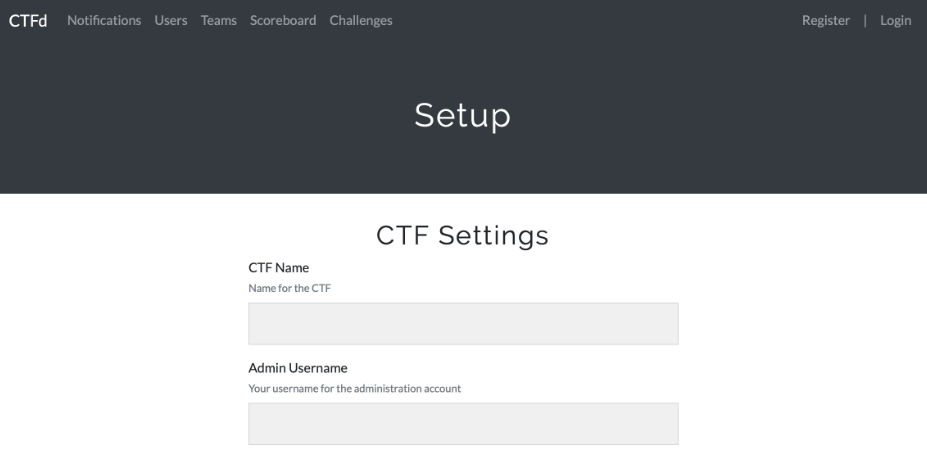 CTFd Notifications Users Teams Scoreboard Challenges Register | Login
Setup
CTF Settings
CTF Name
Name for the CTF
Admin Username
Your username for the administration account